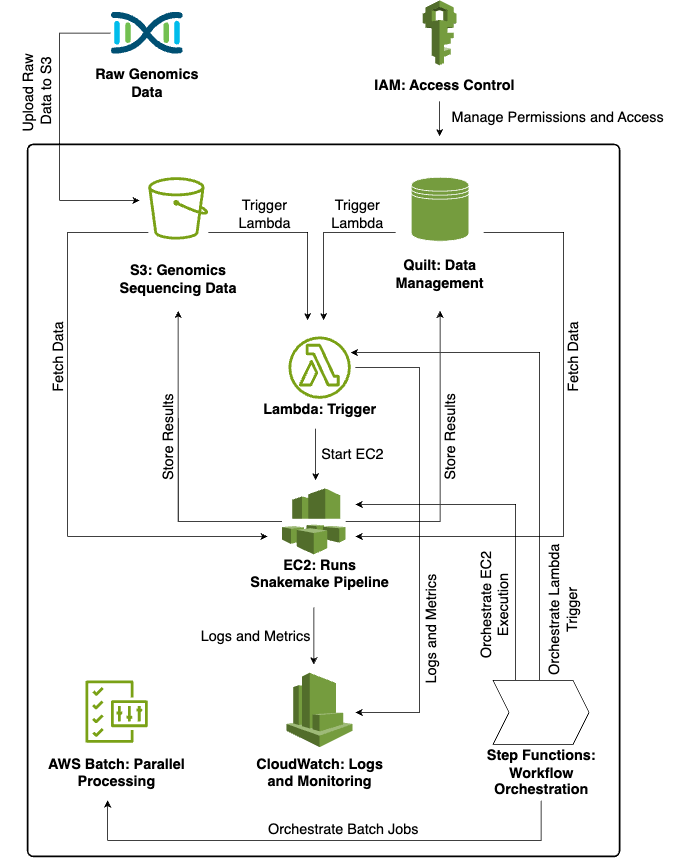 Upload Raw
Data to S3
Raw Genomics
Data
IAM: Access Control
Manage Permissions and Access
Trigger
Lambda
Trigger
Lambda
S3: Genomics
Sequencing Data
Quilt: Data
Management
Fetch Data
Fetch Data
Store Results
Store Results
Lambda: Trigger
Start EC2
EC2: Runs
Snakemake Pipeline
Logs and Metrics
Logs and Metrics
Orchestrate EC2
Execution
Orchestrate Lambda
Trigger
AWS Batch: Parallel
Processing
CloudWatch: Logs
and Monitoring
Step Functions:
Workflow
Orchestration
Orchestrate Batch Jobs